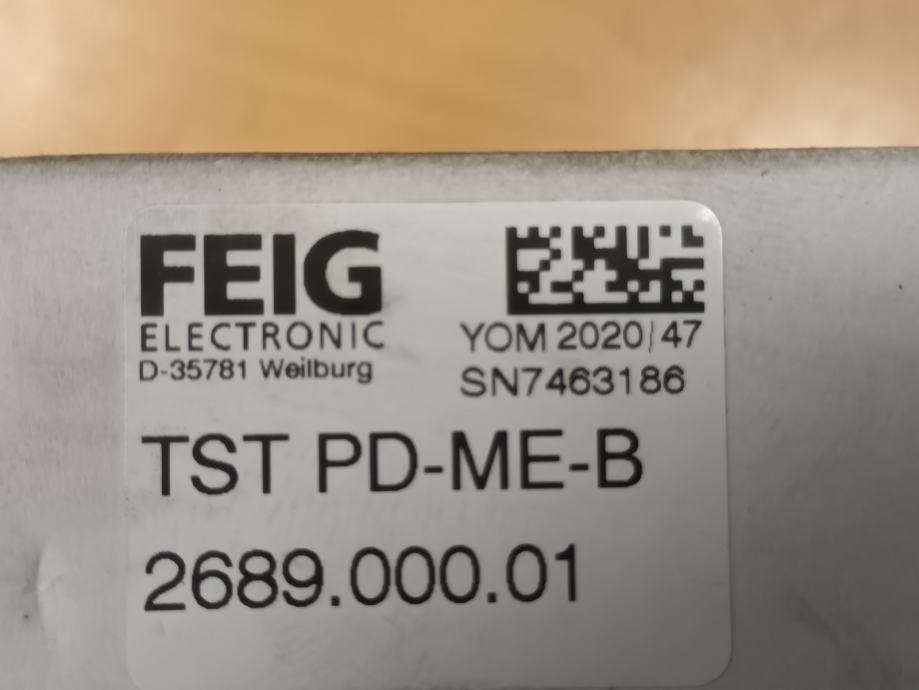 FEIG
ELECTRONIC
D-35781 Weilburg
YOM 2020/47
SN7463186
TST PD-ME-B
2689.000.01